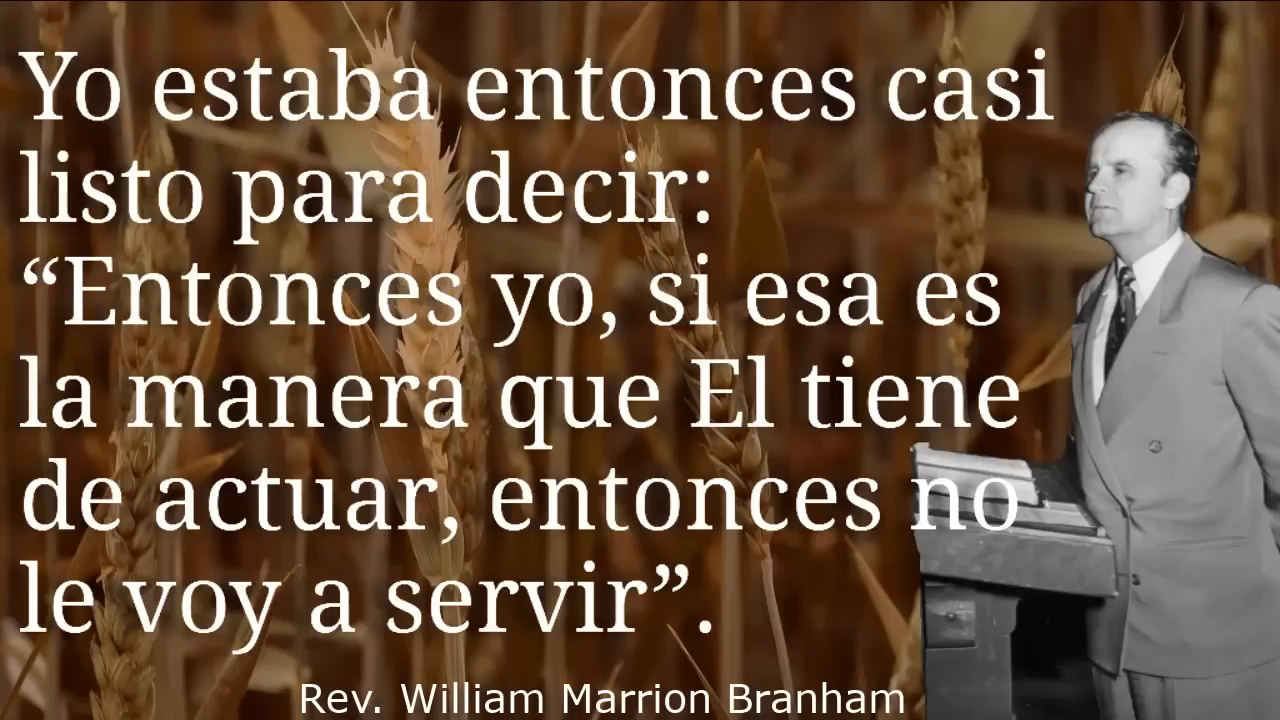 Yo estaba entonces casi
listo para decir:
“Entonces yo, si esa es
la manera que El tiene
de actuar, entonces no
le voy a servir”.
Rev. William Marrion Branham